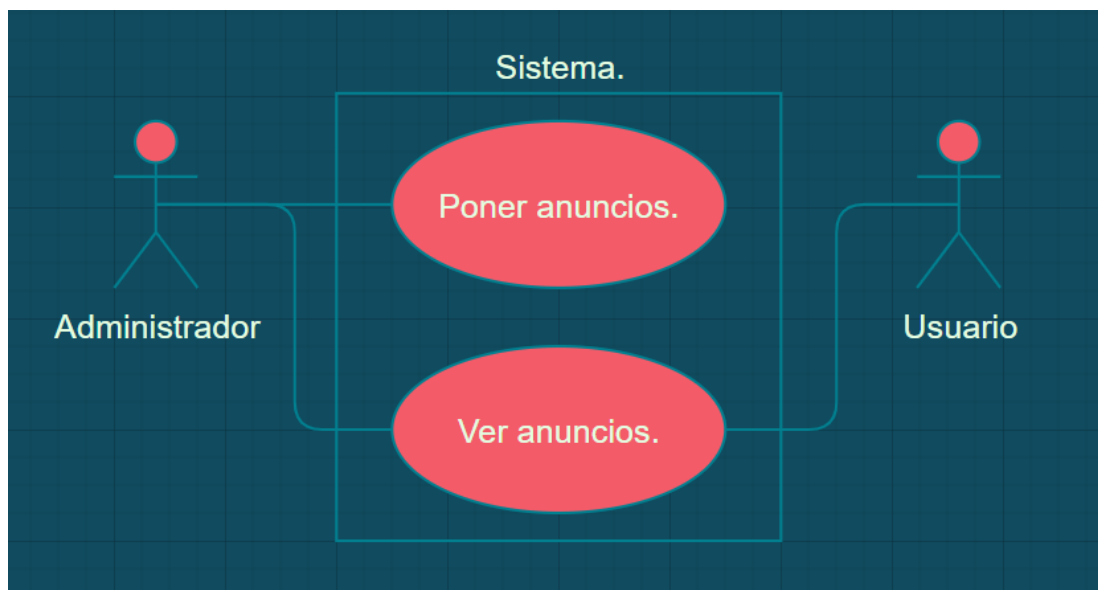 Sistema.
Poner anuncios.
Administrador
Usuario
Ver anuncios.